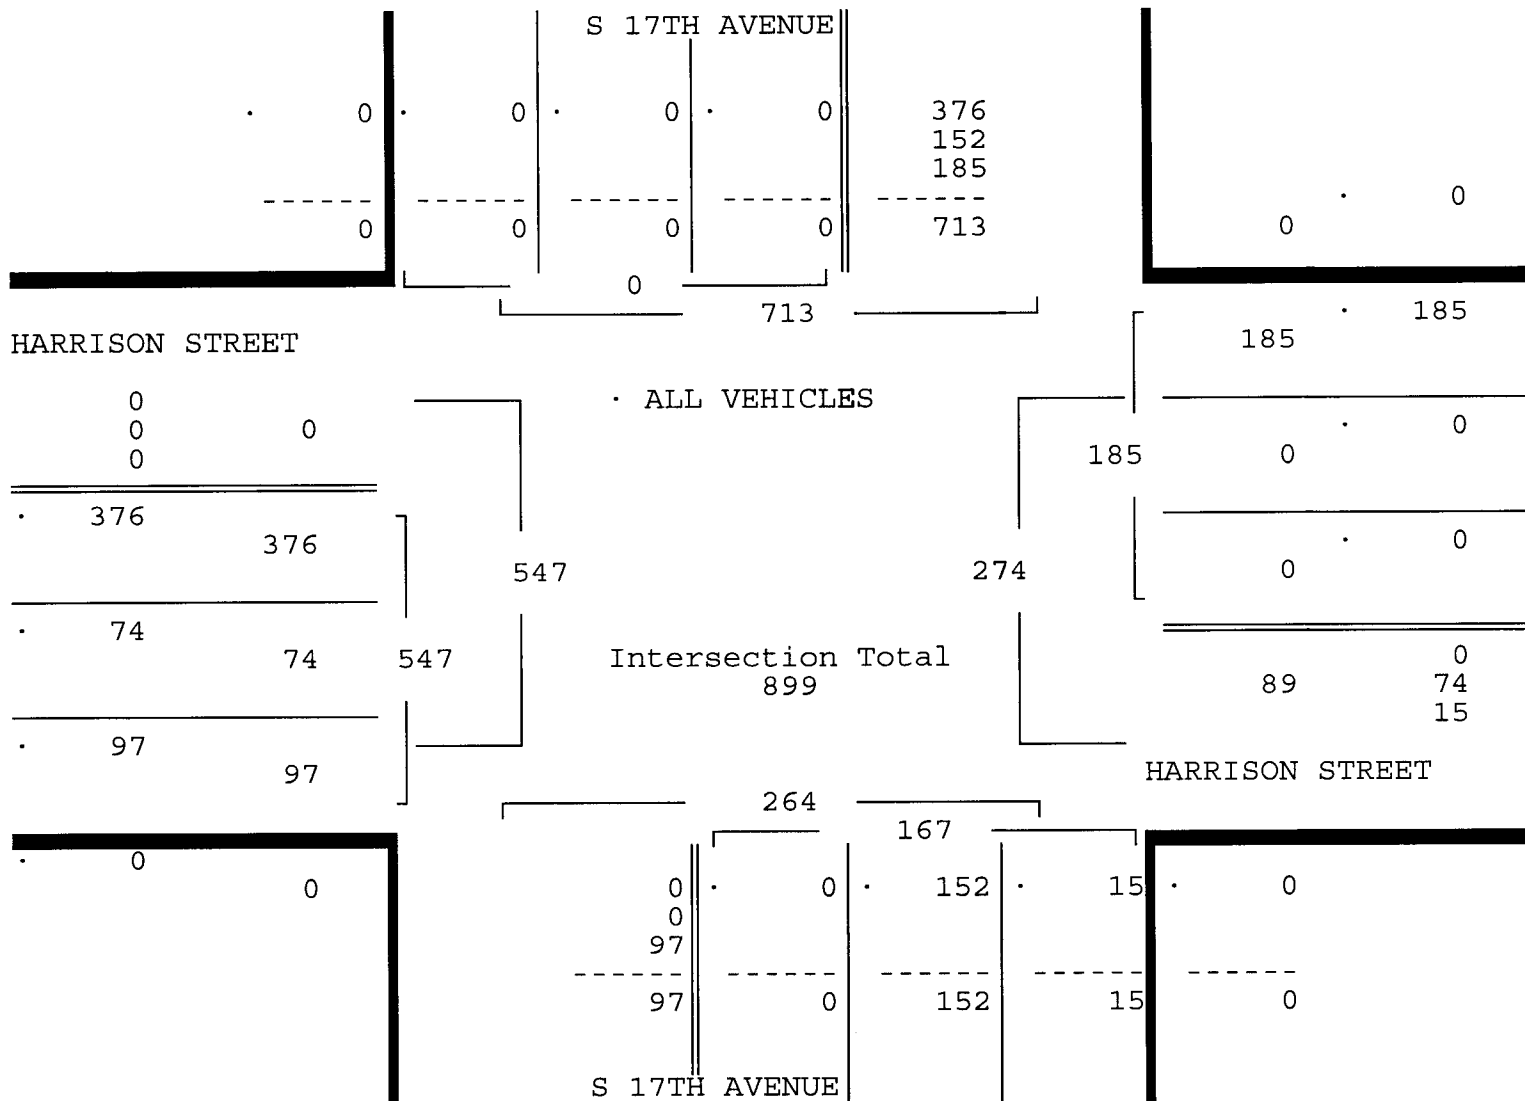 S 17TH AVENUE
· 0 · 0 · 0 · 0 376
152
185
· 0
------ ------ ------ ------ ------
0 0 0 0 713
0
0
713
· 185
HARRISON STREET
185
0
· ALL VEHICLES
0 0
· 0
0
185 0
· 376
376
· 0
547
274
0
· 74
74
547
Intersection Total
0
899
89 74
15
· 97
97
HARRISON STREET
264
167
· 0
0
0 · 0 · 152 · 15 · 0
0
97
------ ------ ------ ------ ------
97 0 152 15 0
S 17TH AVENUE